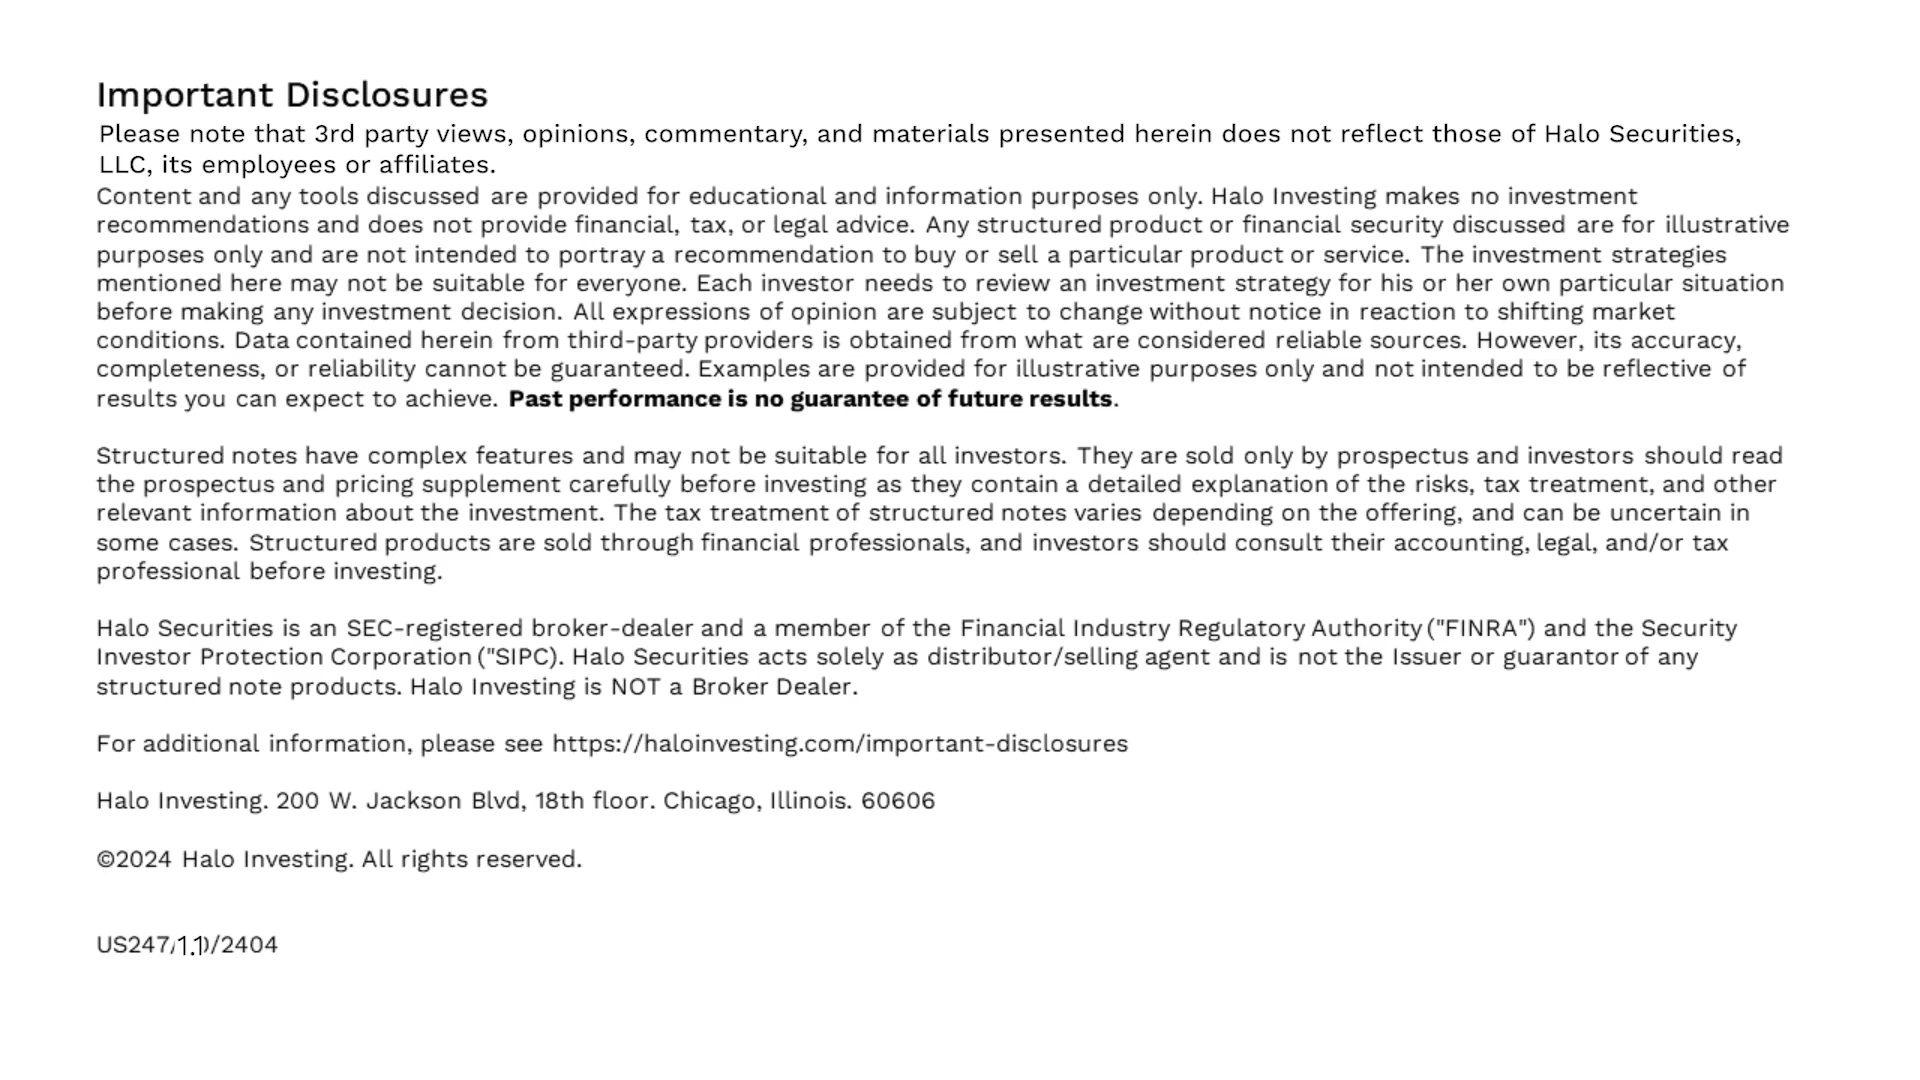 Important Disclosures
Please note that 3rd party views, opinions, commentary, and materials presented herein does not reflect those of Halo Securities,
LLC, its employees or affiliates.
Content and any tools discussed are provided for educational and information purposes only. Halo Investing makes no investment
recommendations and does not provide financial, tax, or legal advice. Any structured product or financial security discussed are for illustrative
purposes only and are not intended to portray a recommendation to buy or sell a particular product or service. The investment strategies
mentioned here may not be suitable for everyone. Each investor needs to review an investment strategy for his or her own particular situation
before making any investment decision. All expressions of opinion are subject to change without notice in reaction to shifting market
conditions. Data contained herein from third-party providers is obtained from what are considered reliable sources. However, its accuracy,
completeness, or reliability cannot be guaranteed. Examples are provided for illustrative purposes only and not intended to be reflective of
results you can expect to achieve. Past performance is no guarantee of future results.
Structured notes have complex features and may not be suitable for all investors. They are sold only by prospectus and investors should read
the prospectus and pricing supplement carefully before investing as they contain a detailed explanation of the risks, tax treatment, and other
relevant information about the investment. The tax treatment of structured notes varies depending on the offering, and can be uncertain in
some cases. Structured products are sold through financial professionals, and investors should consult their accounting, legal, and/or tax
professional before investing.
Halo Securities is an SEC-registered broker-dealer and a member of the Financial Industry Regulatory Authority ("FINRA") and the Security
Investor Protection Corporation ("SIPC). Halo Securities acts solely as distributor/selling agent and is not the Issuer or guarantor of any
structured note products. Halo Investing is NOT a Broker Dealer.
For additional information, please see https://haloinvesting.com/important-disclosures
Halo Investing. 200 W. Jackson Blvd, 18th floor. Chicago, Illinois. 60606
©2024 Halo Investing. All rights reserved.
US247/1.1/2404